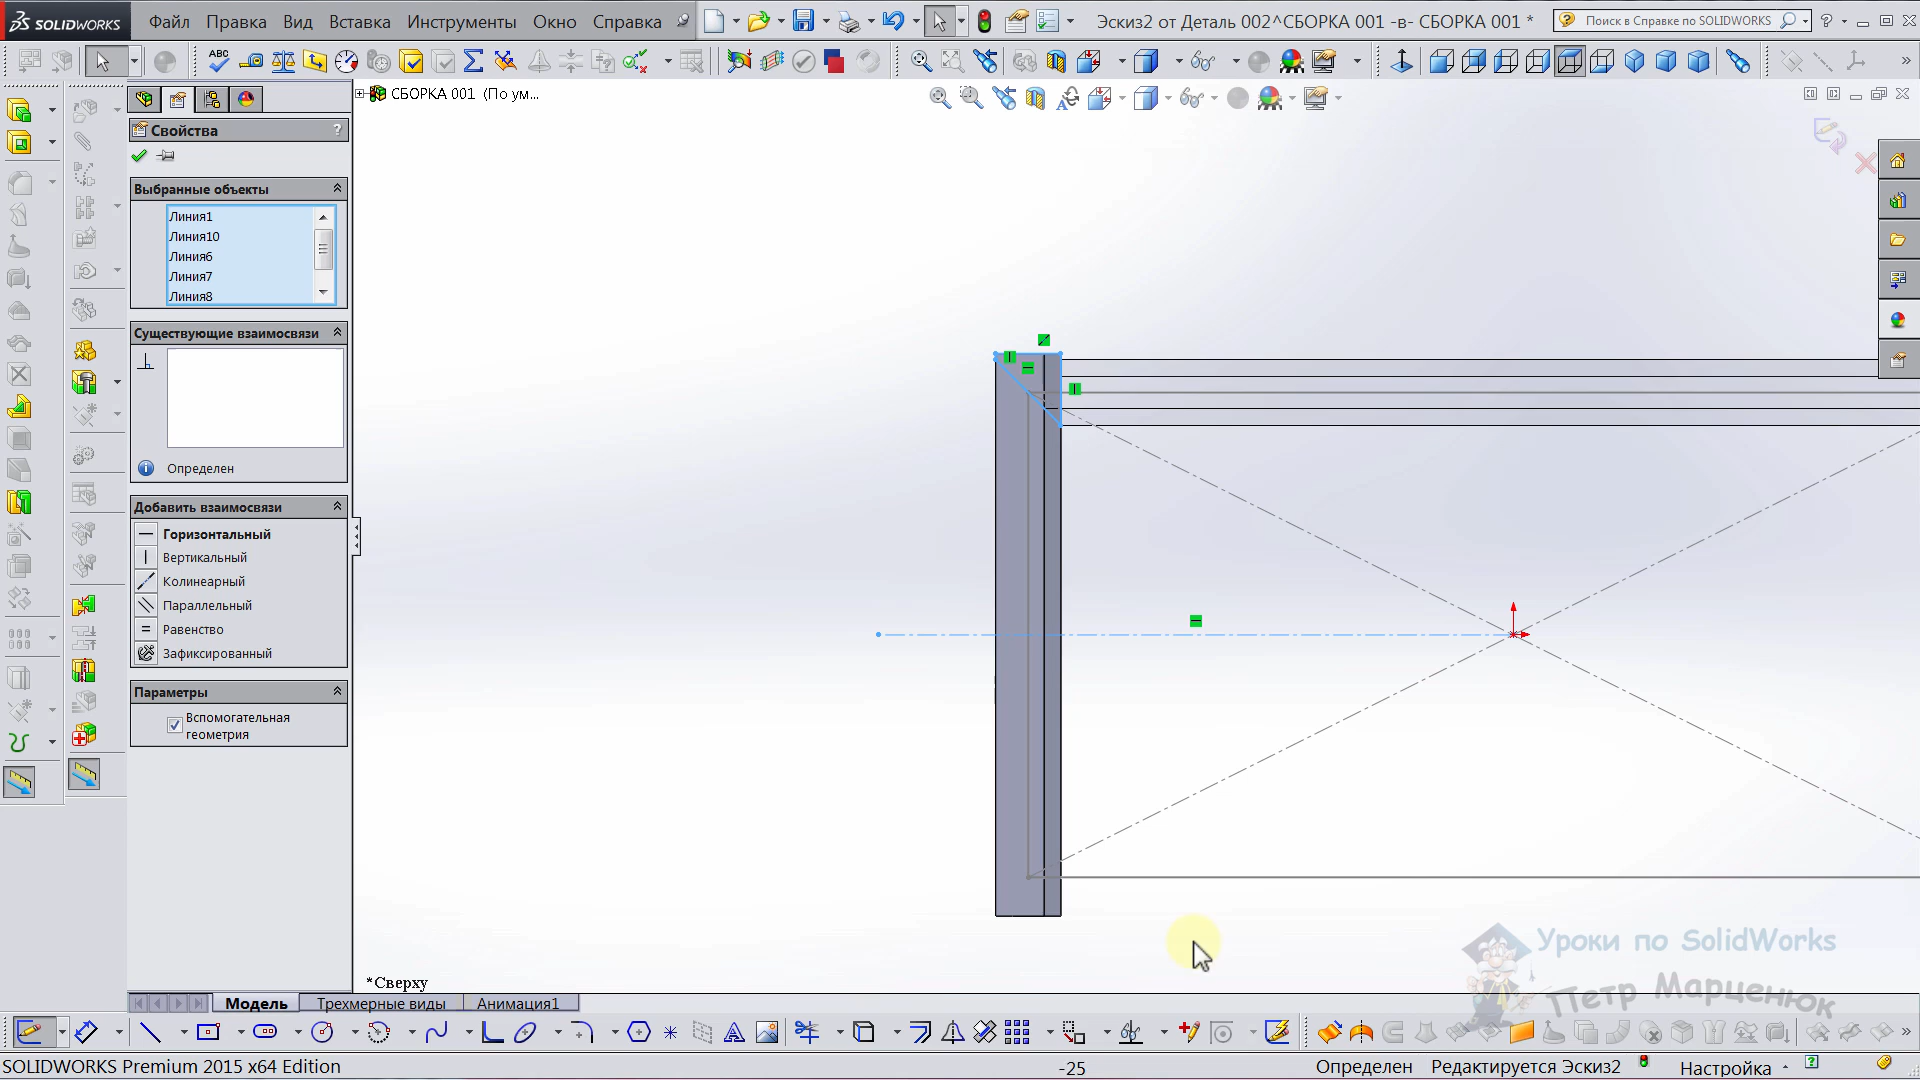 SOLIDWORKS
Файл Правка Вид Вставка Инструменты Окно Справка
Эскиз2 от Деталь 002^СБОРКА 001 -в- СБОРКА 001 *
Поиск в Справке по SOLIDWORKS
СБОРКА 001 (По ум...
Свойства
Выбранные объекты
Линия1
Линия10
Линия6
Линия7
Линия8
Существующие взаимосвязи
Определен
Добавить взаимосвязи
Горизонтальный
Вертикальный
Колинеарный
Параллельный
Равенство
Зафиксированный
Параметры
Вспомогательная
геометрия
*Сверху
Уроки по SolidWorks
Петр Марценюк
Модель Трехмерные виды Анимация1
SOLIDWORKS Premium 2015 x64 Edition
-25
Определен Редактируется Эскиз2 Настройка